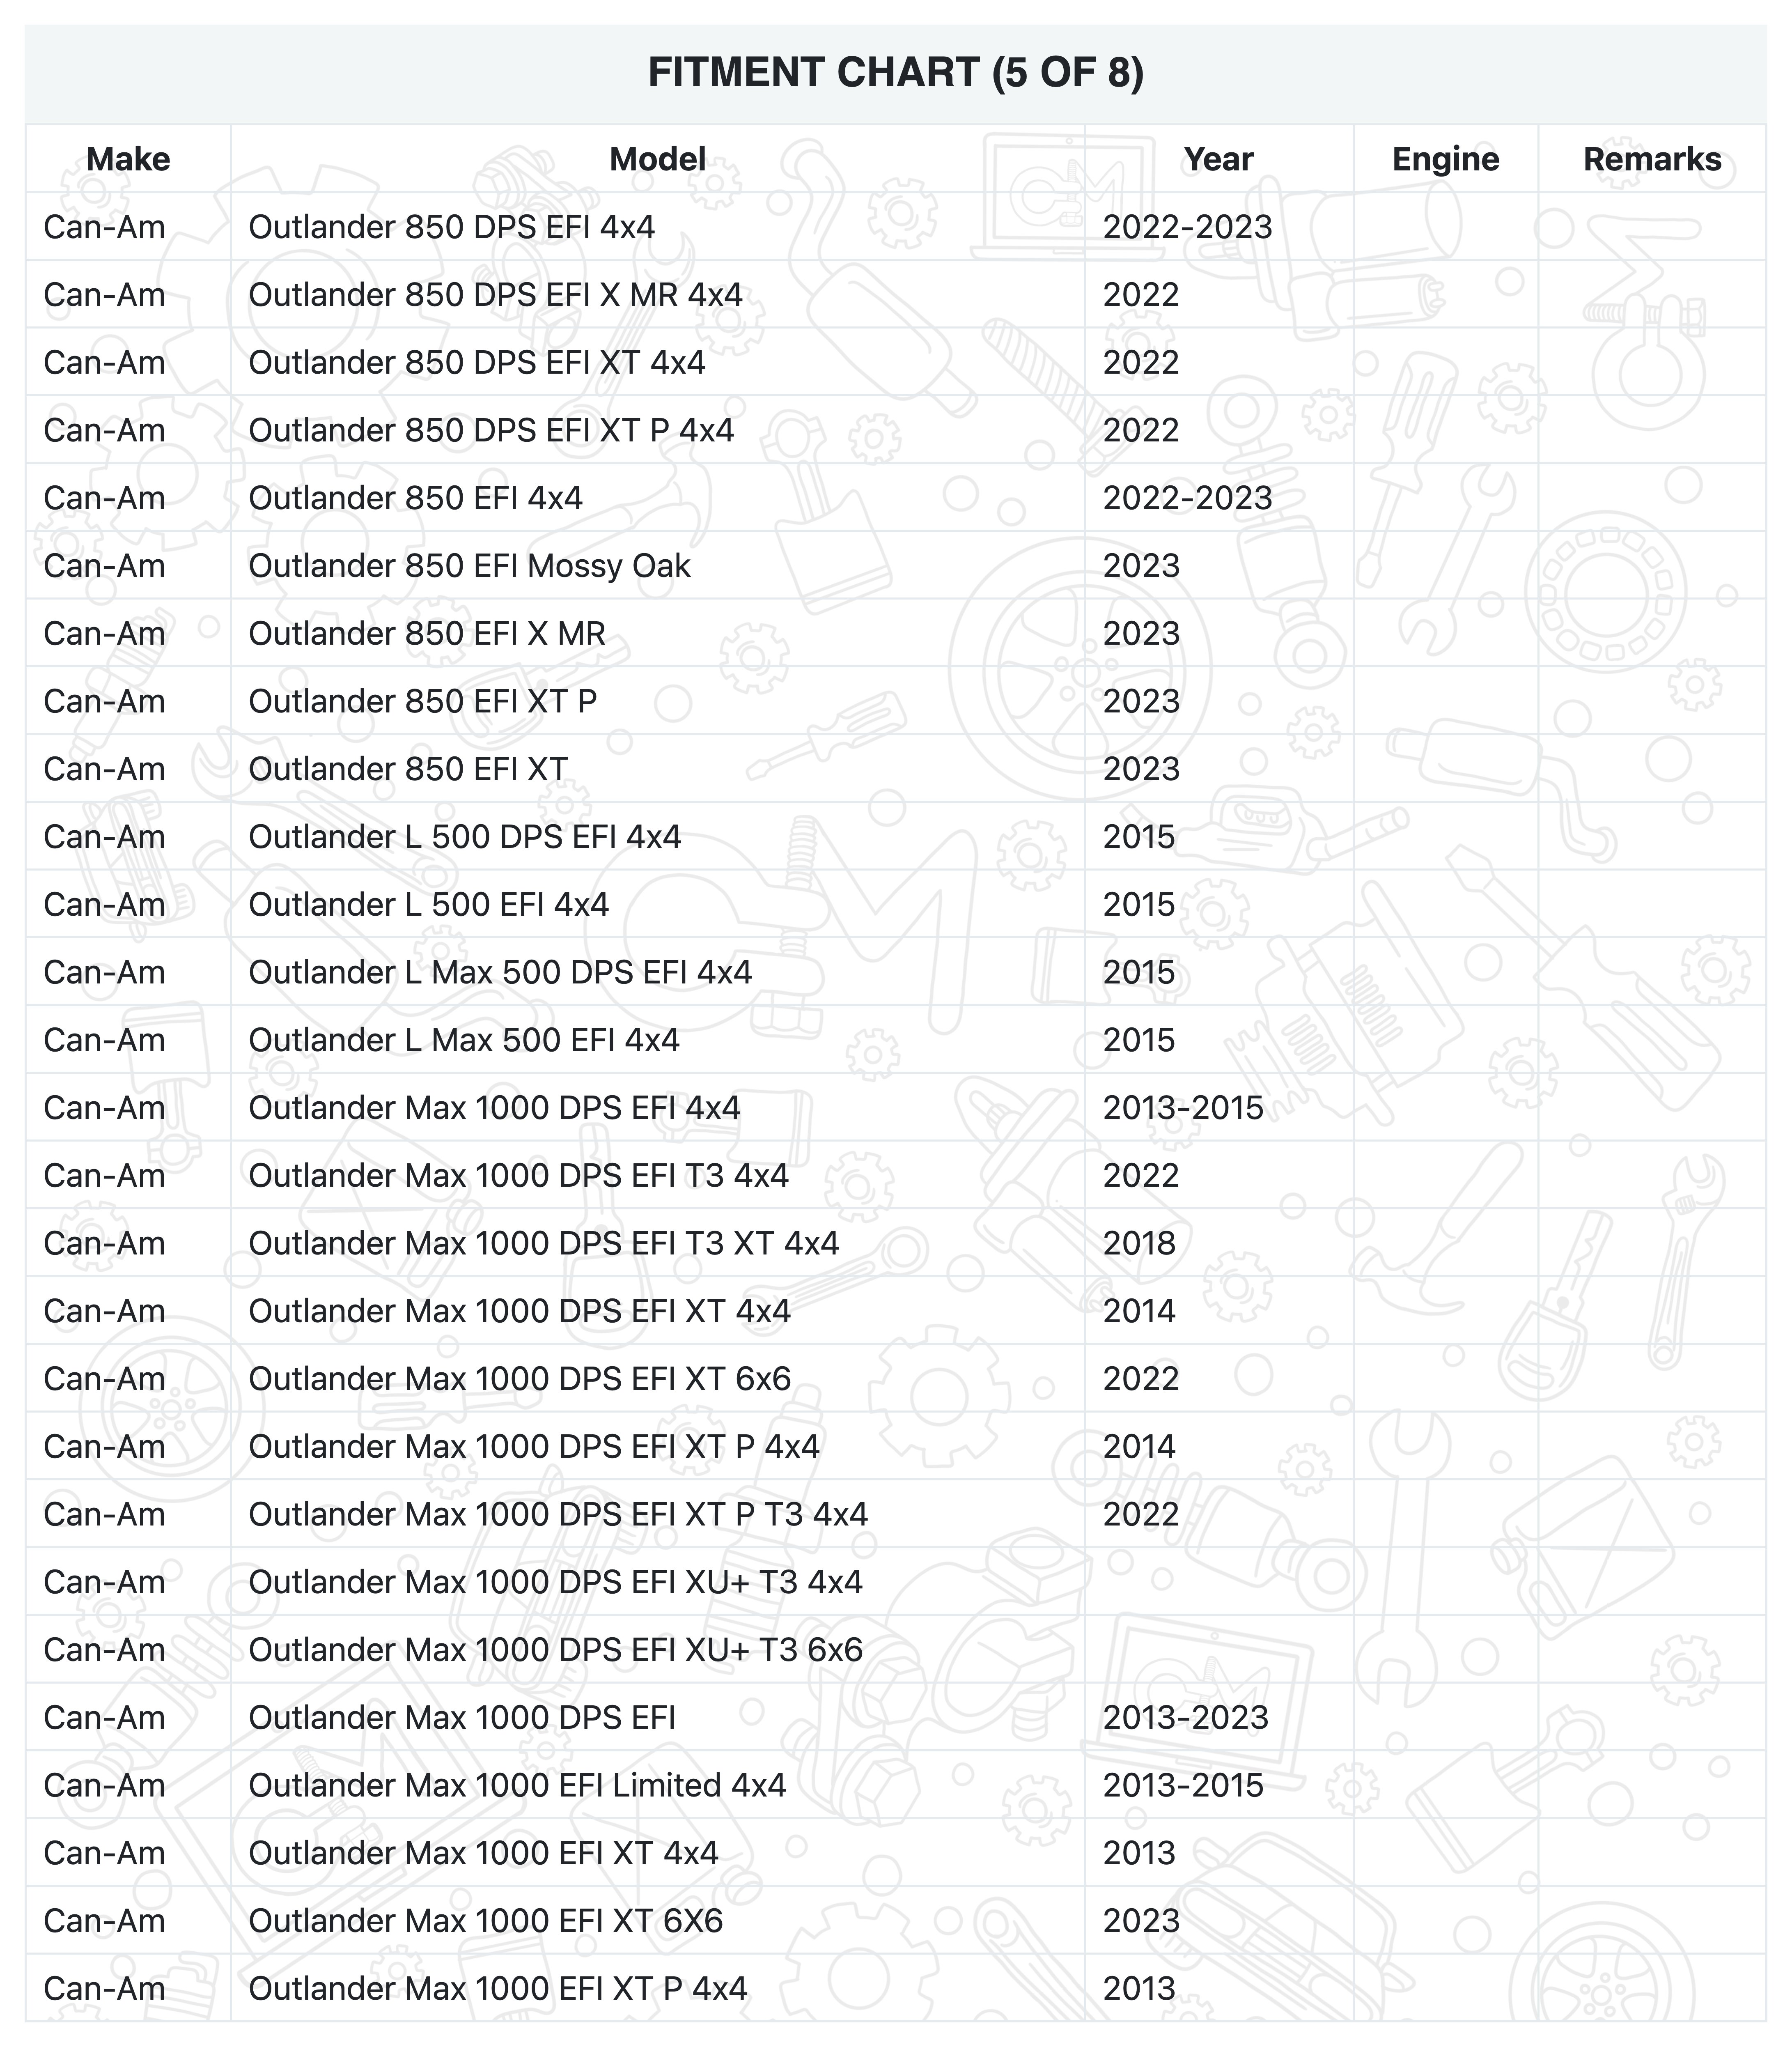 FITMENT CHART (5 OF 8)
Make Model Year Engine Remarks
Can-Am Outlander 850 DPS EFI 4x4 2022-2023
Can-Am Outlander 850 DPS EFI X MR 4x4 2022
Can-Am Outlander 850 DPS EFI XT 4x4 2022
Can-Am Outlander 850 DPS EFI XT P 4x4 2022
Can-Am Outlander 850 EFI 4x4 2022-2023
Can-Am Outlander 850 EFI Mossy Oak 2023
Can-Am Outlander 850 EFI X MR 2023
Can-Am Outlander 850 EFI XT P 2023
Can-Am Outlander 850 EFI XT 2023
Can-Am Outlander L 500 DPS EFI 4x4 2015
Can-Am Outlander L 500 EFI 4x4 2015
Can-Am Outlander L Max 500 DPS EFI 4x4 2015
Can-Am Outlander L Max 500 EFI 4x4 2015
Can-Am Outlander Max 1000 DPS EFI 4x4 2013-2015
Can-Am Outlander Max 1000 DPS EFI T3 4x4 2022
Can-Am Outlander Max 1000 DPS EFI T3 XT 4x4 2018
Can-Am Outlander Max 1000 DPS EFI XT 4x4 2014
Can-Am Outlander Max 1000 DPS EFI XT 6x6 2022
Can-Am Outlander Max 1000 DPS EFI XT P 4x4 2014
Can-Am Outlander Max 1000 DPS EFI XT P T3 4x4 2022
Can-Am Outlander Max 1000 DPS EFI XU+ T3 4x4
Can-Am Outlander Max 1000 DPS EFI XU+ T3 6x6
Can-Am Outlander Max 1000 DPS EFI 2013-2023
Can-Am Outlander Max 1000 EFI Limited 4x4 2013-2015
Can-Am Outlander Max 1000 EFI XT 4x4 2013
Can-Am Outlander Max 1000 EFI XT 6X6 2023
Can-Am Outlander Max 1000 EFI XT P 4x4 2013